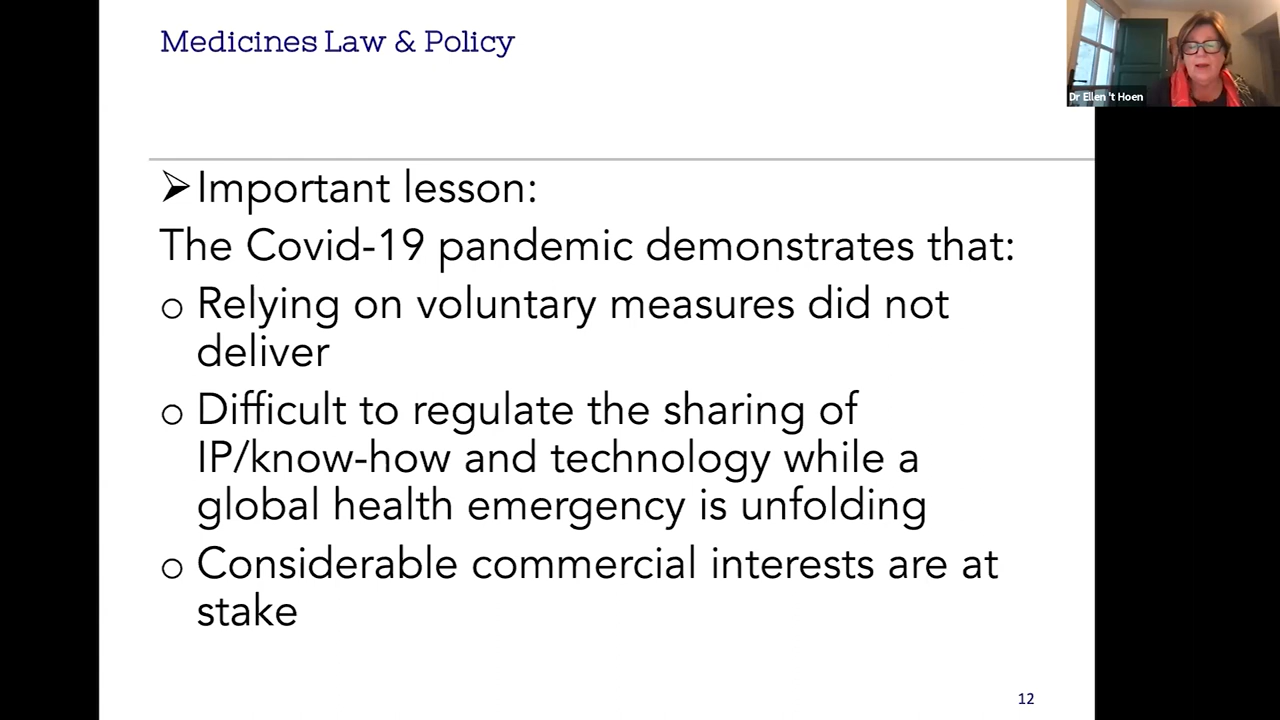 Medicines Law & Policy
Dr Ellen 't Hoen
➢Important lesson:
The Covid-19 pandemic demonstrates that:
o Relying on voluntary measures did not
deliver
o Difficult to regulate the sharing of
IP/know-how and technology while a
global health emergency is unfolding
o Considerable commercial interests are at
stake
12